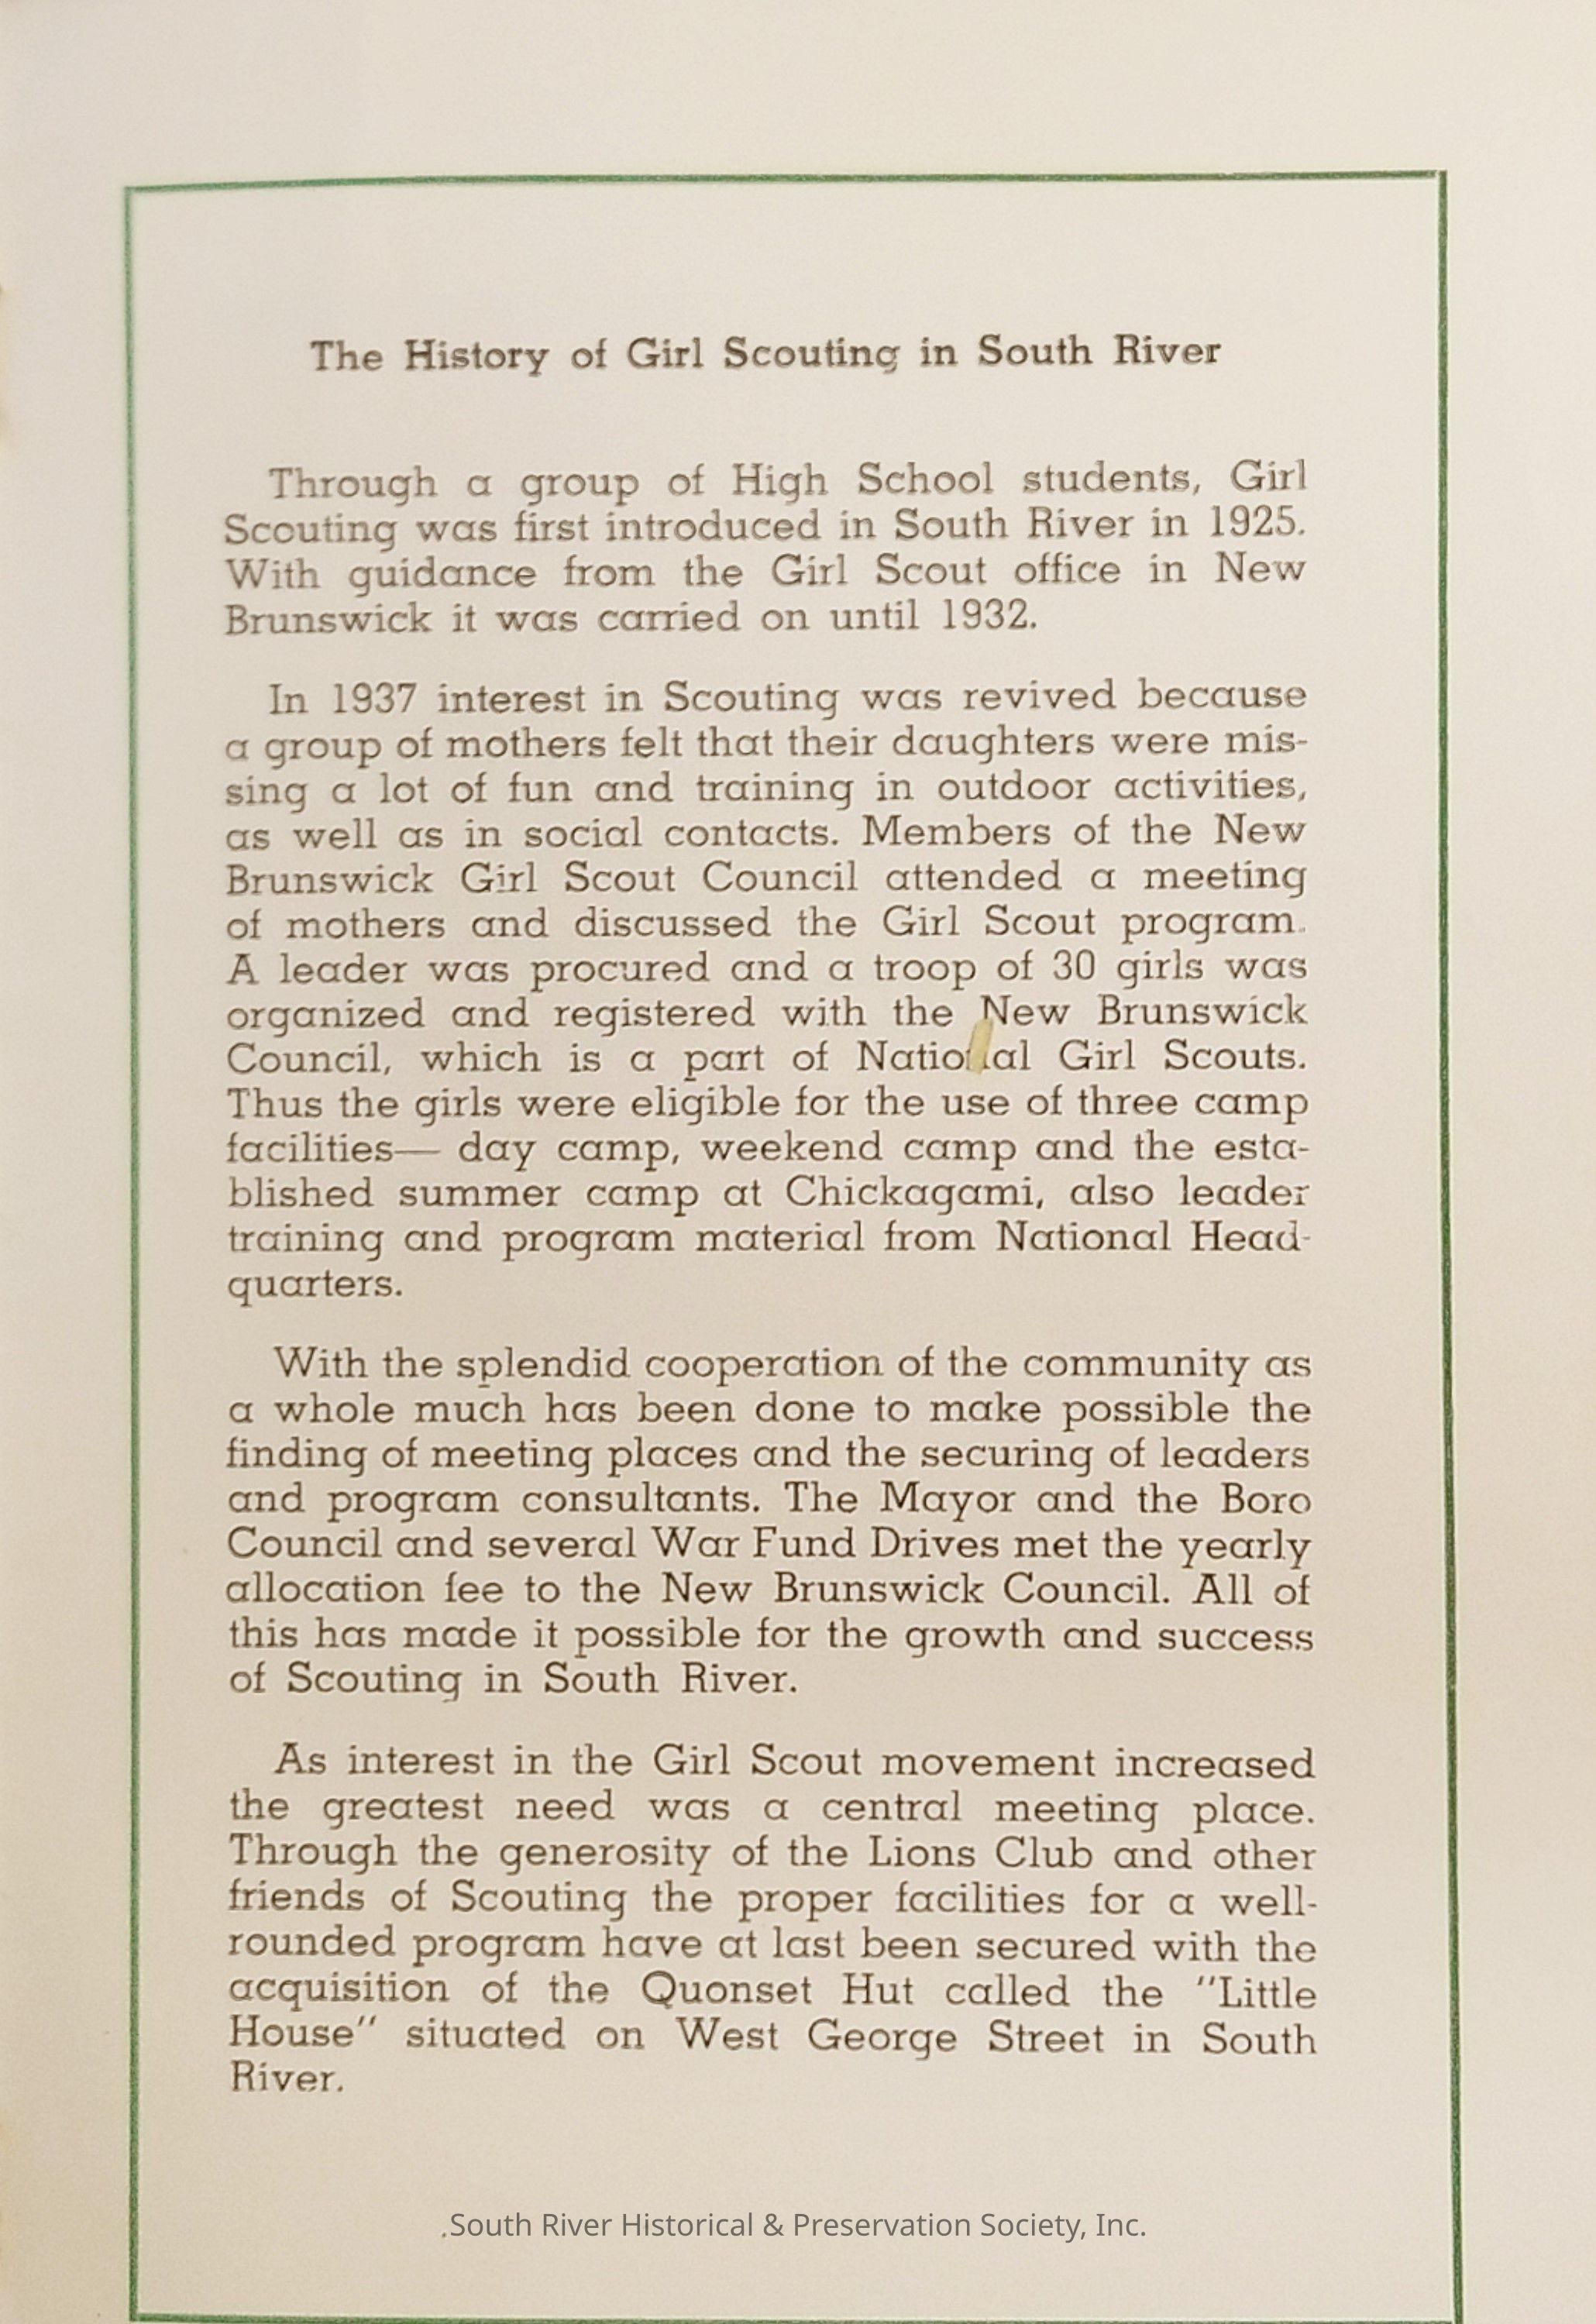 The History of Girl Scouting in South River
Through a group of High School students, Girl
Scouting was first introduced in South River in 1925.
With guidance from the Girl Scout office in New
Brunswick it was carried on until 1932.
In 1937 interest in Scouting was revived because
a group of mothers felt that their daughters were mis-
sing a lot of fun and training in outdoor activities,
as well as in social contacts. Members of the New
Brunswick Girl Scout Council attended a meeting
of mothers and discussed the Girl Scout program.
A leader was procured and a troop of 30 girls was
organized and registered with the New Brunswick
Council, which is a part of National Girl Scouts.
Thus the girls were eligible for the use of three camp
facilities— day camp, weekend camp and the esta-
blished summer camp at Chickagami, also leader
training and program material from National Head-
quarters.
With the splendid cooperation of the community as
a whole much has been done to make possible the
finding of meeting places and the securing of leaders
and program consultants. The Mayor and the Boro
Council and several War Fund Drives met the yearly
allocation fee to the New Brunswick Council. All of
this has made it possible for the growth and success
of Scouting in South River.
As interest in the Girl Scout movement increased
the greatest need was a central meeting place.
Through the generosity of the Lions Club and other
friends of Scouting the proper facilities for a well-
rounded program have at last been secured with the
acquisition of the Quonset Hut called the "Little
House" situated on West George Street in South
River.
.South River Historical & Preservation Society, Inc.